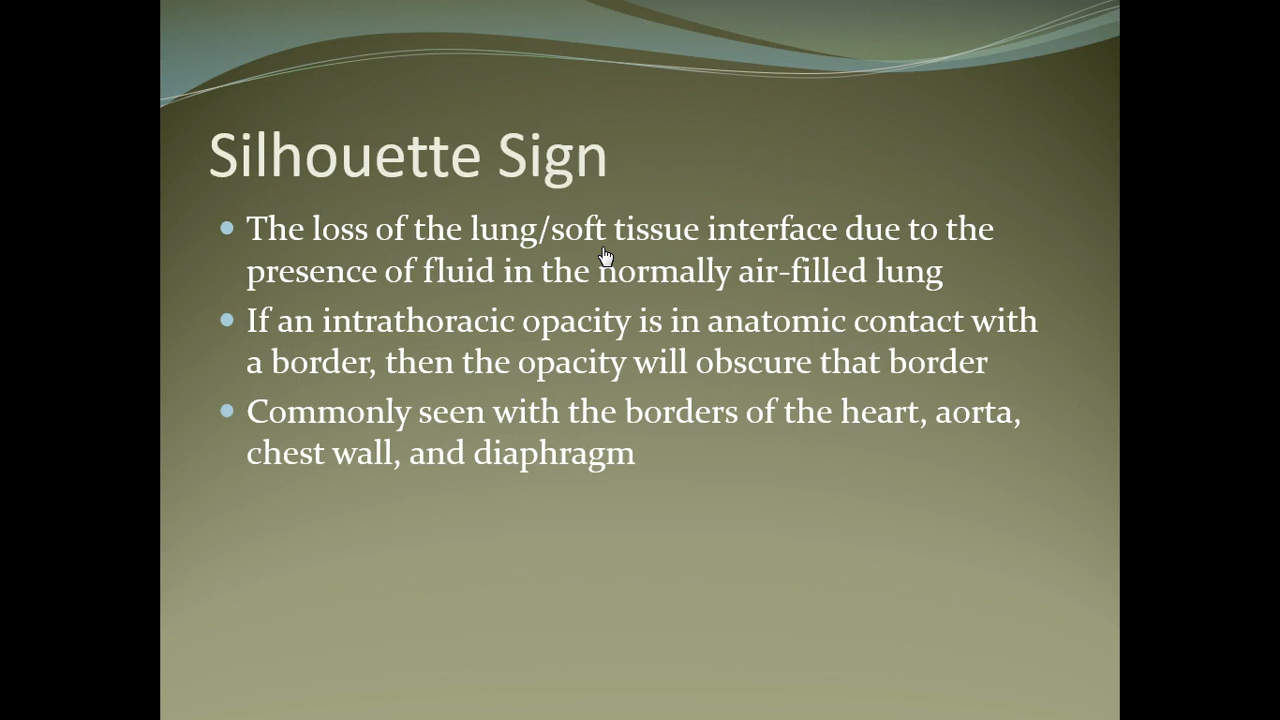 Silhouette Sign
The loss of the lung/soft tissue interface due to the
presence of fluid in the normally air-filled lung
If an intrathoracic opacity is in anatomic contact with
a border, then the opacity will obscure that border
Commonly seen with the borders of the heart, aorta,
chest wall, and diaphragm